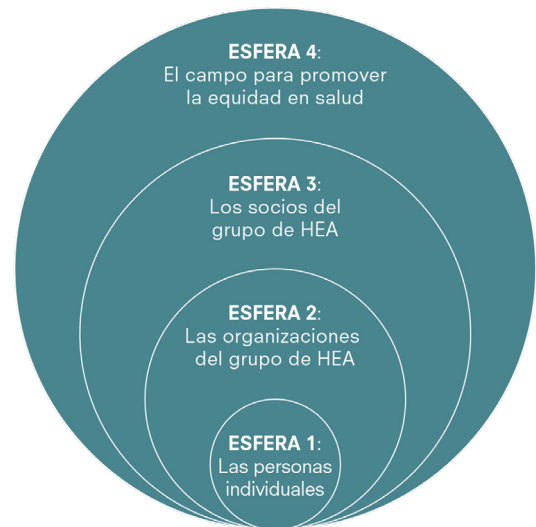 ESFERA 4:
El campo para promover
la equidad en salud
ESFERA 3:
Los socios del
grupo de HEA
ESFERA 2:
Las organizaciones
del grupo de HEA
ESFERA 1:
Las personas
individuales